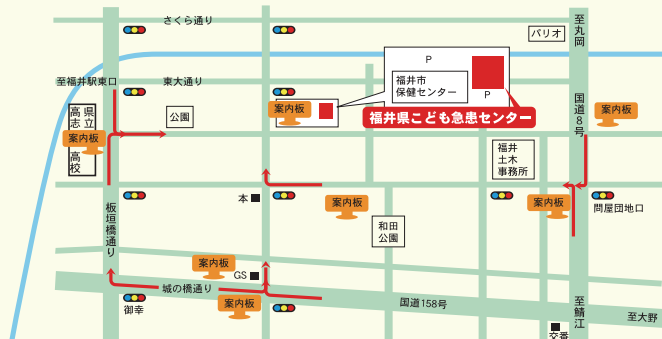 さくら通り
至丸岡
パリオ
P
福井市
保健センター
P
至福井駅東口
東大通り
国道8号
案内板
高志
県立
高校
案内板
公園
案内板
福井県こども急患センター
福井
土木
事務所
本
案内板
案内板
問屋団地口
板垣橋通り
和田
公園
案内板
GS
城の橋通り
案内板
国道158号
至鯖江
至大野
御幸
交番